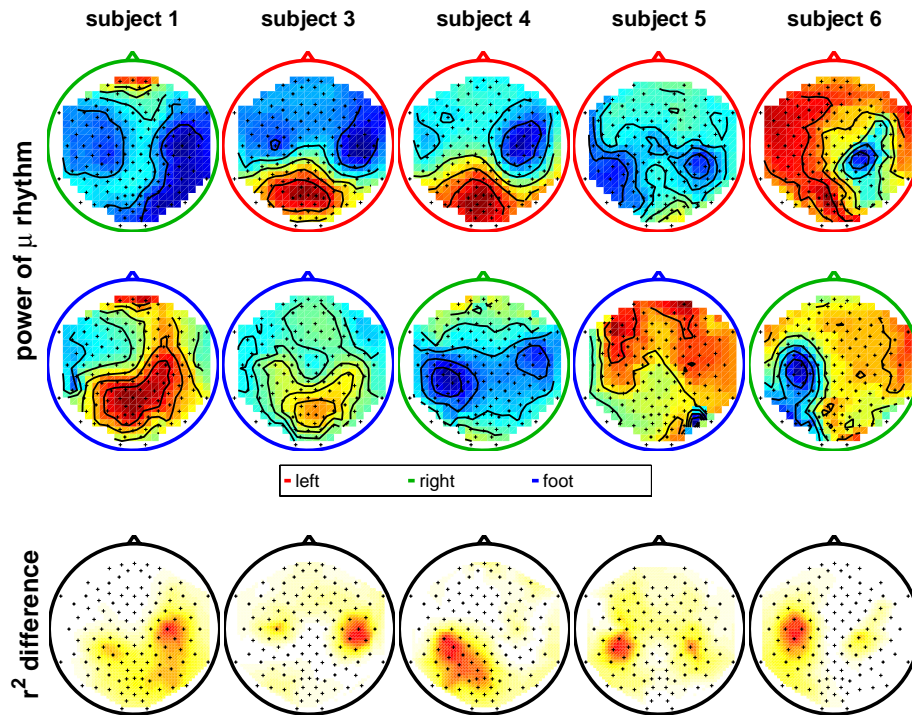 subject 1 subject 3 subject 4 subject 5 subject 6
power of μ rhythm
left right foot
r² difference